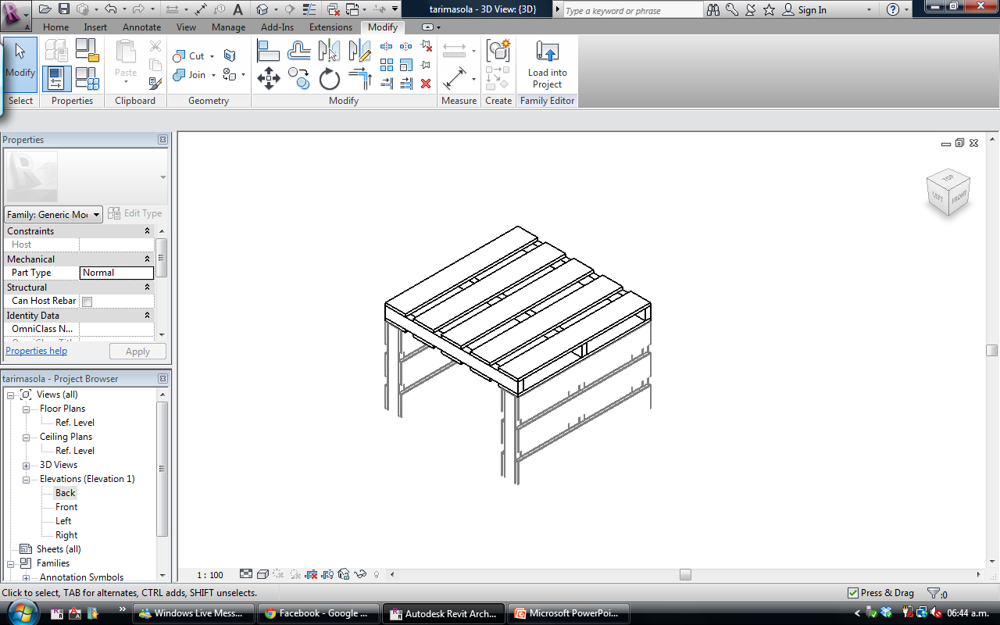 tarimasola - 3D View: {3D}
Type a keyword or phrase
Sign In
Home Insert Annotate View Manage Add-Ins Extensions Modify
Modify
Paste
Cut
Join
Load into
Project
Select Properties Clipboard Geometry Modify Measure Create Family Editor
Properties
Family: Generic Mo
Edit Type
Constraints
Host
Mechanical
Part Type Normal
Structural
Can Host Rebar
Identity Data
OmniClass N...
Properties help Apply
tarimasola - Project Browser
Views (all)
Floor Plans
Ref. Level
Ceiling Plans
Ref. Level
3D Views
Elevations (Elevation 1)
Back
Front
Left
Right
Sheets (all)
Families
Annotation Symbols
TOP
LEFT FRONT
1 : 100
Click to select, TAB for alternates, CTRL adds, SHIFT unselects.
Press & Drag
:0
Windows Live Mess...
Facebook - Google ...
Autodesk Revit Arch...
Microsoft PowerPoi...
06:44 a.m.